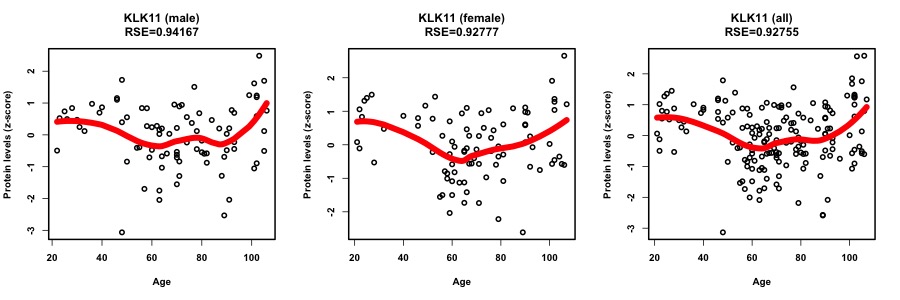 KLK11 (male)
RSE=0.94167
Protein levels (z-score)
2
1
0
-1
-2
-3
20 40 60 80 100
Age
KLK11 (female)
RSE=0.92777
Protein levels (z-score)
2
1
0
-1
-2
20 40 60 80 100
Age
KLK11 (all)
RSE=0.92755
Protein levels (z-score)
2
1
0
-1
-2
-3
20 40 60 80 100
Age